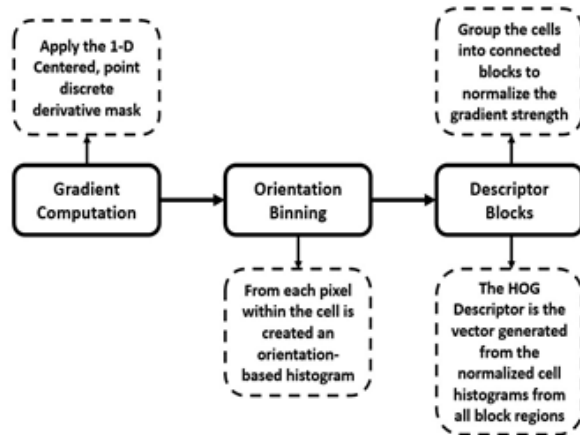 Apply the 1-D
Centered, point
discrete
derivative mask
Group the cells
into connected
blocks to
normalize the
gradient strength
Gradient
Computation
Orientation
Binning
Descriptor
Blocks
From each pixel
within the cell is
created an
orientation-
based histogram
The HOG
Descriptor is the
vector generated
from the
normalized cell
histograms from
all block regions